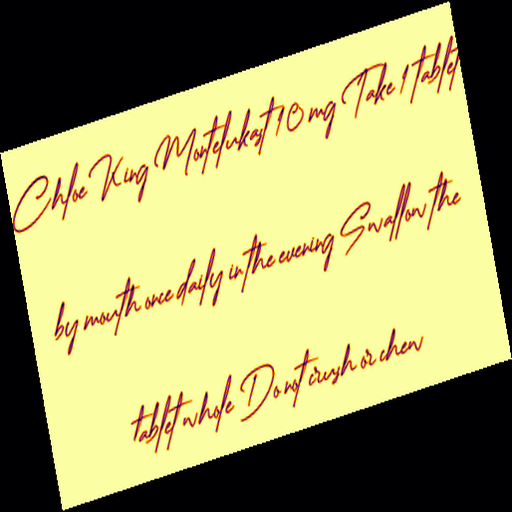 Chloe King Montelukast 10 mg Take 1 tablet
by mouth once daily in the evening Swallow the
tablet whole Do not crush or chew